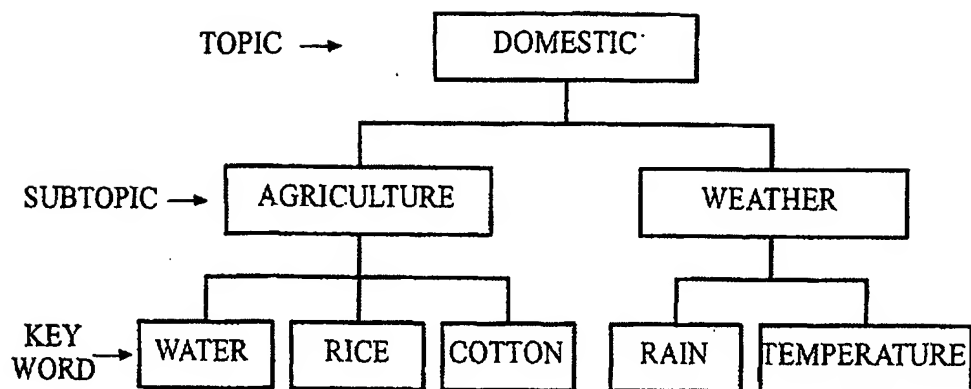 TOPIC → DOMESTIC
SUBTOPIC → AGRICULTURE WEATHER
KEY
WORD → WATER RICE COTTON RAIN TEMPERATURE